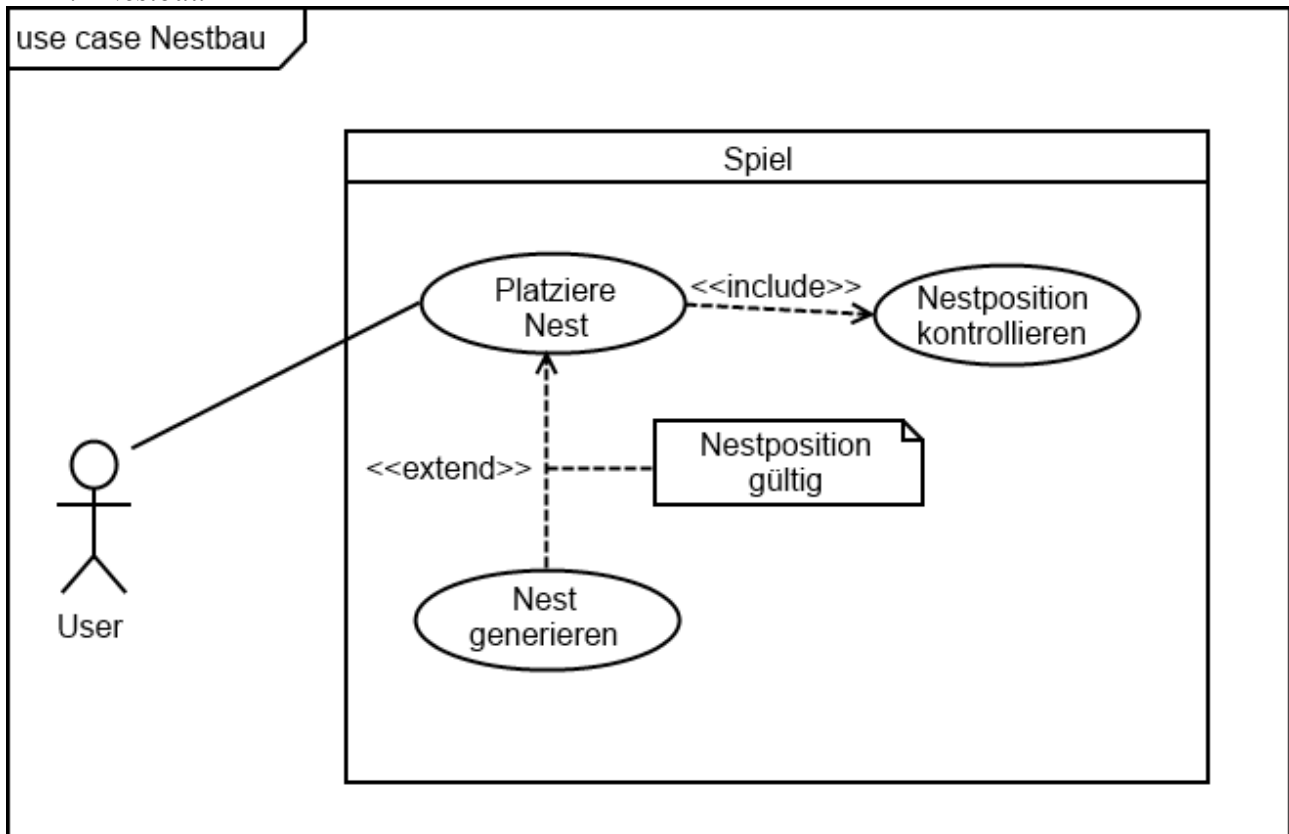 use case Nestbau
Spiel
Platziere
Nest
<<include>>
Nestposition
kontrollieren
<<extend>>
Nestposition
gültig
Nest
generieren
User